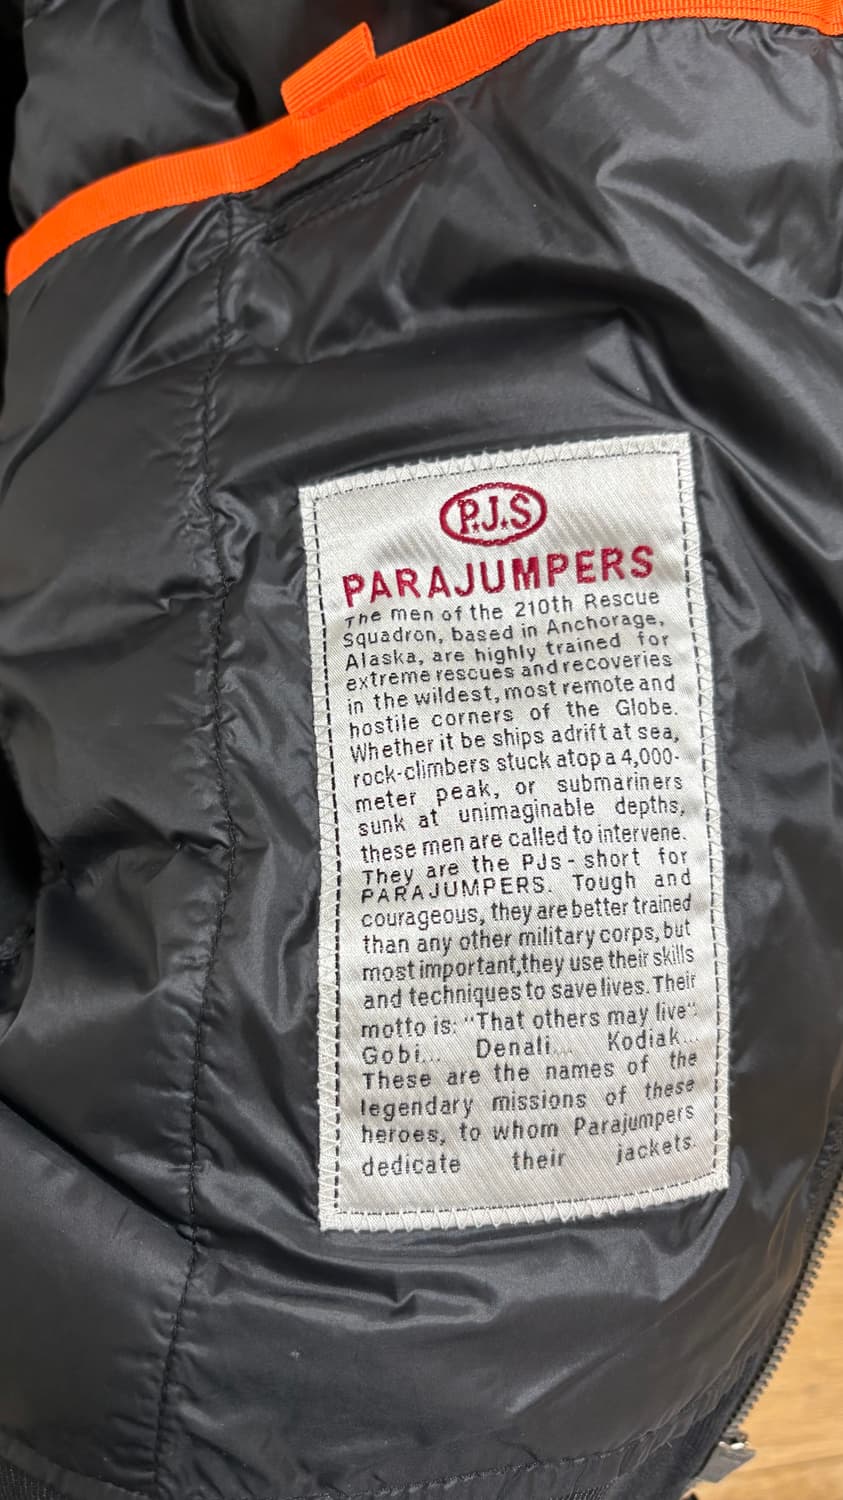 P.J.S
PARAJUMPERS
The men of the 210th Rescue
Squadron, based in Anchorage,
Alaska, are highly trained for
extreme rescues and recoveries
in the wildest, most remote and
hostile corners of the Globe.
Whether it be ships adrift at sea,
rock-climbers stuck atop a 4,000-
meter peak, or submariners
sunk at unimaginable depths,
these men are called to intervene.
They are the PJs - short for
PARAJUMPERS. Tough and
courageous, they are better trained
than any other military corps, but
most important,they use their skills
and techniques to save lives. Their
motto is: "That others may live":
Gobi... Denali... Kodiak...
These are the names of the
legendary missions of these
heroes, to whom Parajumpers
dedicate their jackets.